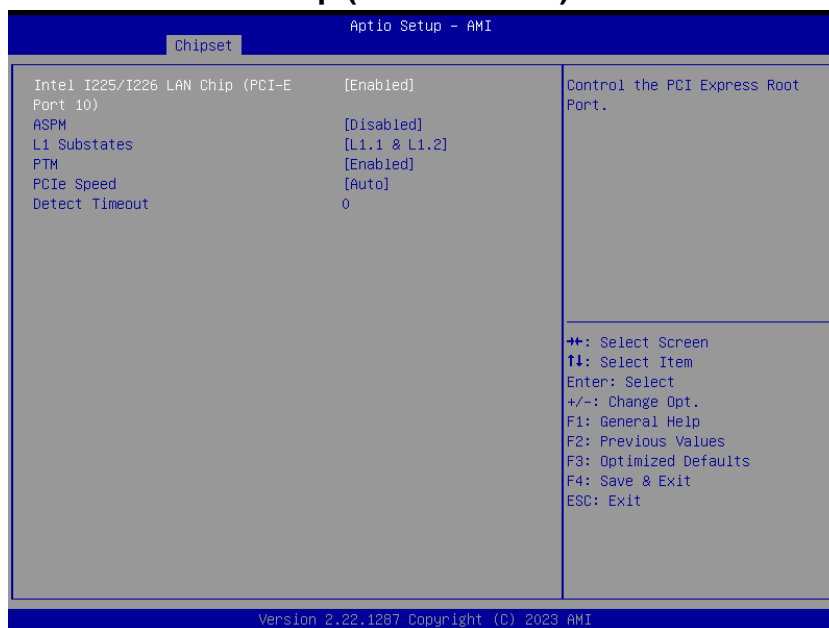 Aptio Setup – AMI
Chipset
Intel I225/I226 LAN Chip (PCI-E [Enabled]
Port 10)
ASPM [Disabled]
L1 Substates [L1.1 & L1.2]
PTM [Enabled]
PCIe Speed [Auto]
Detect Timeout 0
Control the PCI Express Root
Port.
→←: Select Screen
↑↓: Select Item
Enter: Select
+/-: Change Opt.
F1: General Help
F2: Previous Values
F3: Optimized Defaults
F4: Save & Exit
ESC: Exit
Version 2.22.1287 Copyright (C) 2023 AMI